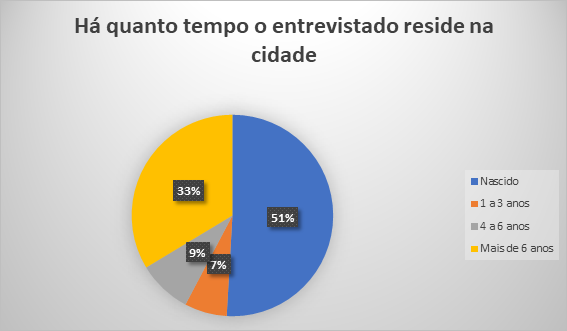 Há quanto tempo o entrevistado reside na
cidade
33%
51%
9%
7%
Nascido
1 a 3 anos
4 a 6 anos
Mais de 6 anos